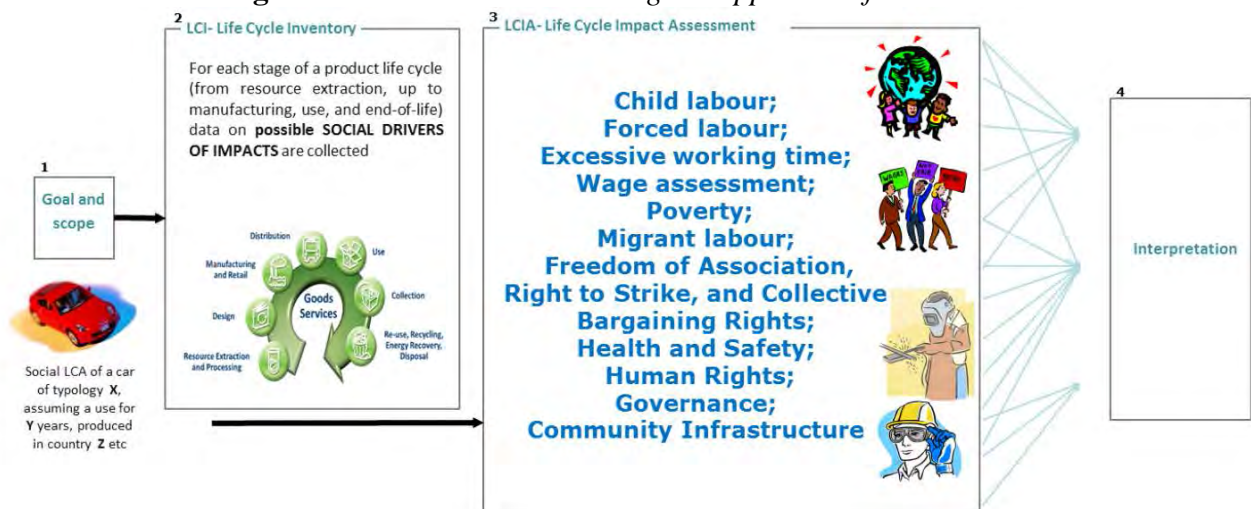 1
Goal and
scope
Social LCA of a car
of typology X,
assuming a use for
Y years, produced
in country Z etc
2
LCI- Life Cycle Inventory
For each stage of a product life cycle
(from resource extraction, up to
manufacturing, use, and end-of-life)
data on possible SOCIAL DRIVERS
OF IMPACTS are collected
Distribution
Use
Manufacturing
and Retail
Goods
Services
Collection
Design
Re-use, Recycling,
Energy Recovery,
Disposal
Resource Extraction
and Processing
3
LCIA- Life Cycle Impact Assessment
Child labour;
Forced labour;
Excessive working time;
Wage assessment;
Poverty;
Migrant labour;
Freedom of Association,
Right to Strike, and Collective
Bargaining Rights;
Health and Safety;
Human Rights;
Governance;
Community Infrastructure
WAGES
4
Interpretation